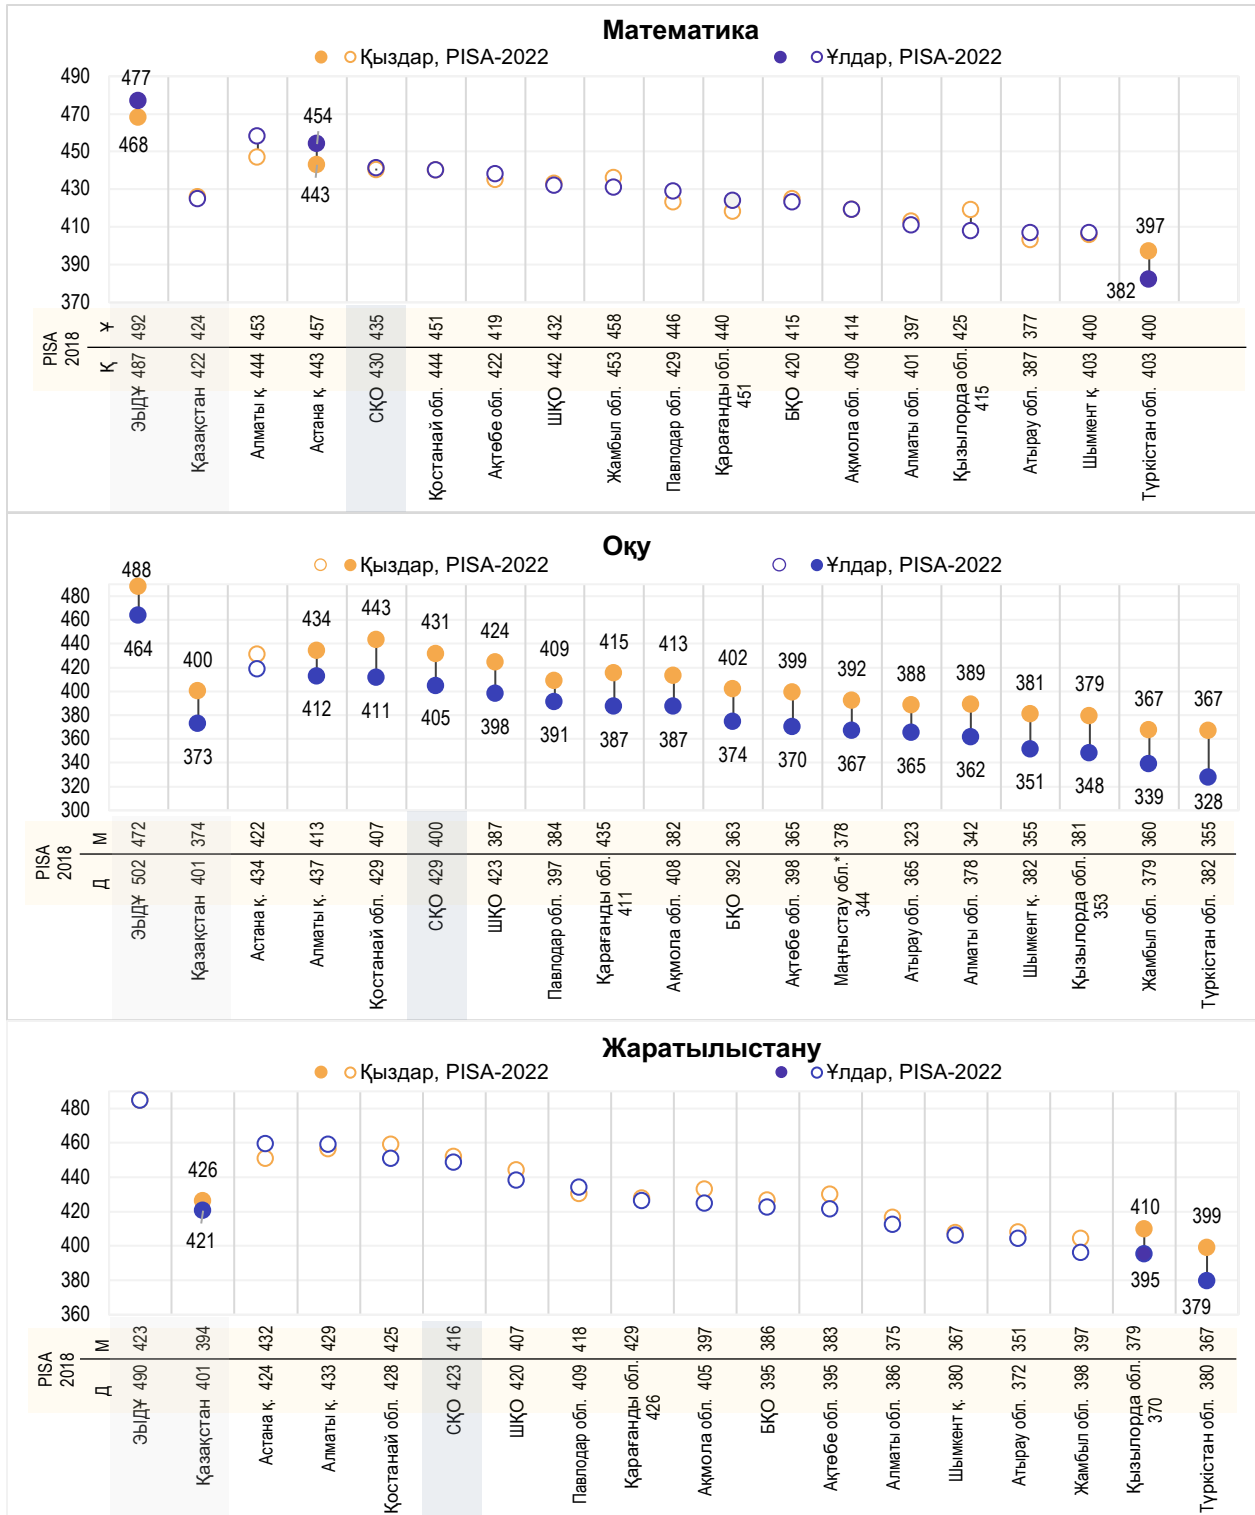 Математика
Қыздар, PISA-2022
Ұлдар, PISA-2022
490
470
450
430
410
390
370
477
468
454
443
397
382
PISA 2018
Ұ
492
424
453
457
435
451
419
432
458
446
440
415
414
397
425
377
400
400
Қ
ЭЫДҰ 487
Қазақстан 422
Алматы қ. 444
Астана қ. 443
СҚО 430
Қостанай обл. 444
Ақтөбе обл. 422
ШҚО 442
Жамбыл обл. 453
Павлодар обл. 429
Қарағанды обл.
451
БҚО 420
Ақмола обл. 409
Алматы обл. 401
Қызылорда обл.
415
Атырау обл. 387
Шымкент қ. 403
Түркістан обл. 403
Оқу
Қыздар, PISA-2022
Ұлдар, PISA-2022
480
460
440
420
400
380
360
340
320
300
488
464
400
373
434
412
443
411
431
405
424
398
409
391
415
387
413
387
402
374
399
370
392
367
388
365
389
362
381
351
379
348
367
339
367
328
PISA 2018
М
472
374
422
413
407
400
387
384
435
382
363
365
378
323
342
355
381
360
355
Д
ЭЫДҰ 502
Қазақстан 401
Астана қ. 434
Алматы қ. 437
Қостанай обл. 429
СҚО 429
ШҚО 423
Павлодар обл. 397
Қарағанды обл.
411
Ақмола обл. 408
БҚО 392
Ақтөбе обл. 398
Маңғыстау обл.*
344
Атырау обл. 365
Алматы обл. 378
Шымкент қ. 382
Қызылорда обл.
353
Жамбыл обл. 379
Түркістан обл. 382
Жаратылыстану
Қыздар, PISA-2022
Ұлдар, PISA-2022
480
460
440
420
400
380
360
426
421
410
395
399
379
PISA 2018
М
423
394
432
429
425
416
407
418
429
397
386
383
375
367
351
397
379
367
Д
ЭЫДҰ 490
Қазақстан 401
Астана қ. 424
Алматы қ. 433
Қостанай обл. 428
СҚО 423
ШҚО 420
Павлодар обл. 409
Қарағанды обл.
426
Ақмола обл. 405
БҚО 395
Ақтөбе обл. 395
Алматы обл. 386
Шымкент қ. 380
Атырау обл. 372
Жамбыл обл. 398
Қызылорда обл.
370
Түркістан обл. 380